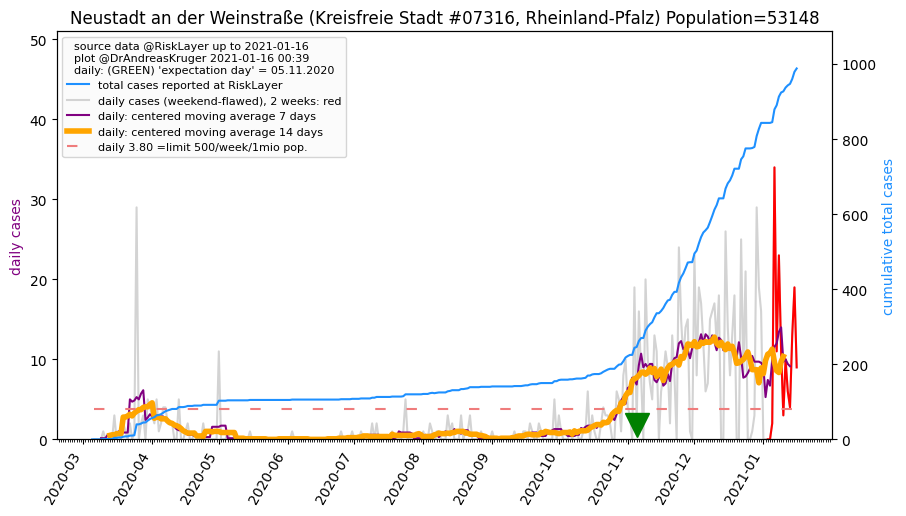 Neustadt an der Weinstraße (Kreisfreie Stadt #07316, Rheinland-Pfalz) Population=53148
source data @RiskLayer up to 2021-01-16
plot @DrAndreasKruger 2021-01-16 00:39
daily: (GREEN) 'expectation day' = 05.11.2020
total cases reported at RiskLayer
daily cases (weekend-flawed), 2 weeks: red
daily: centered moving average 7 days
daily: centered moving average 14 days
daily 3.80 =limit 500/week/1mio pop.
daily cases
50
40
30
20
10
0
cumulative total cases
1000
800
600
400
200
0
2020-03
2020-04
2020-05
2020-06
2020-07
2020-08
2020-09
2020-10
2020-11
2020-12
2021-01